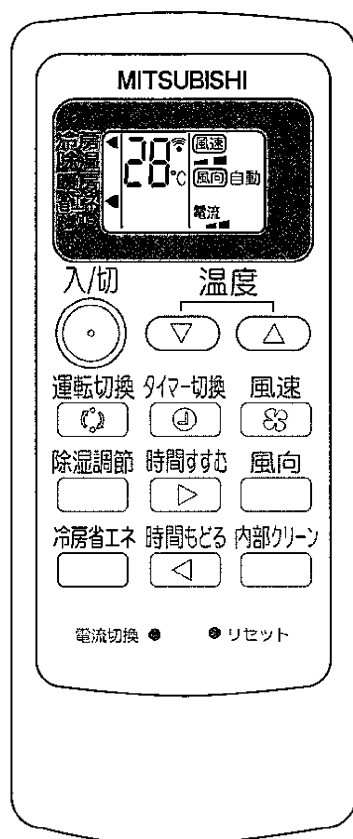 MITSUBISHI
冷房
除湿
暖房
28℃
風速
風向 自動
電流
入/切 温度
運転切換 タイマー切換 風速
除湿調節 時間すすむ 風向
冷房省エネ 時間もどる 内部クリーン
電流切換 リセット